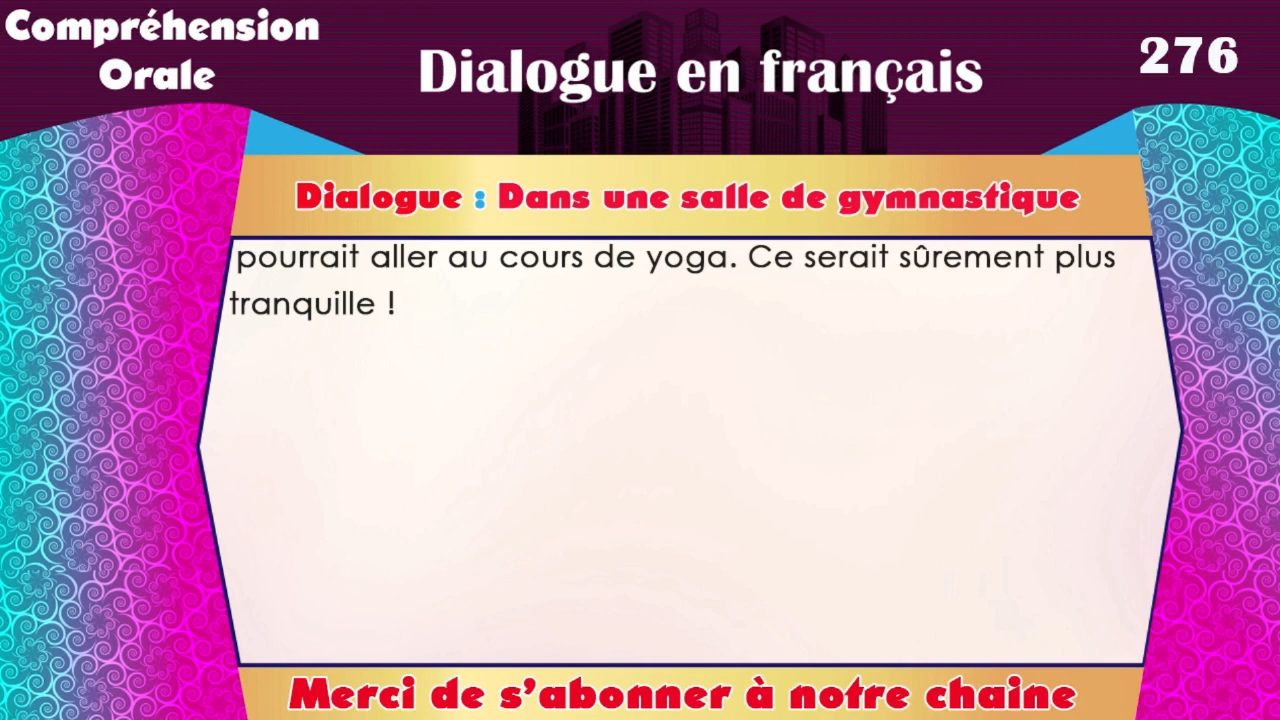 Compréhension
Orale
Dialogue en français
276
Dialogue : Dans une salle de gymnastique
pourrait aller au cours de yoga. Ce serait sûrement plus
tranquille !
Merci de s'abonner à notre chaine